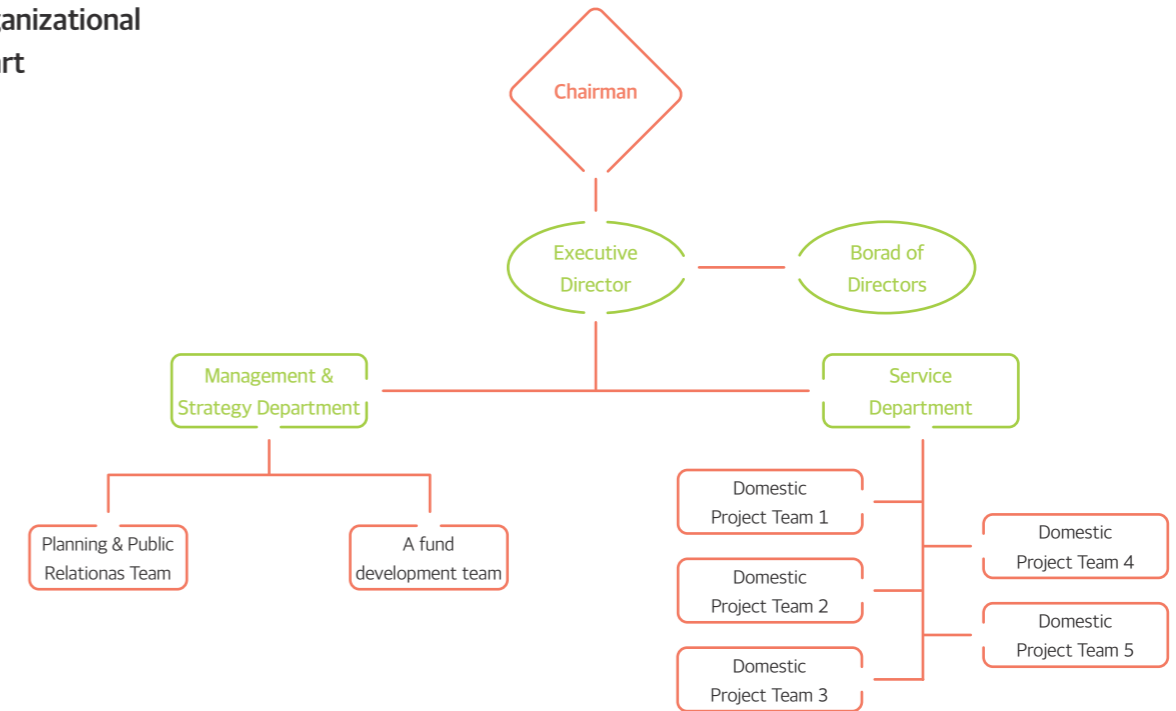 ganizational
art
Chairman
Executive
Director
Borad of
Directors
Management &
Strategy Department
Service
Department
Planning & Public
Relationas Team
A fund
development team
Domestic
Project Team 1
Domestic
Project Team 2
Domestic
Project Team 3
Domestic
Project Team 4
Domestic
Project Team 5